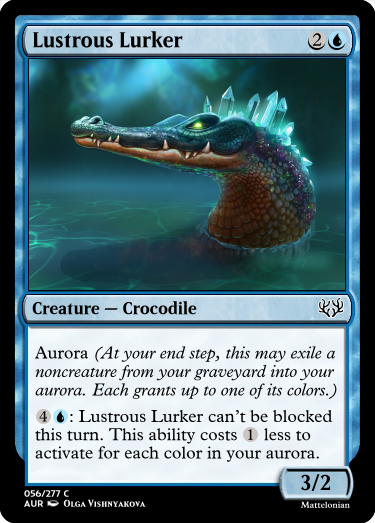 Lustrous Lurker 2
Creature — Crocodile
Aurora (At your end step, this may exile a
noncreature from your graveyard into your
aurora. Each grants up to one of its colors.)
4 : Lustrous Lurker can't be blocked
this turn. This ability costs 1 less to
activate for each color in your aurora.
3/2
056/277 C
AUR OLGA VISHNYAKOVA
Mattelonian